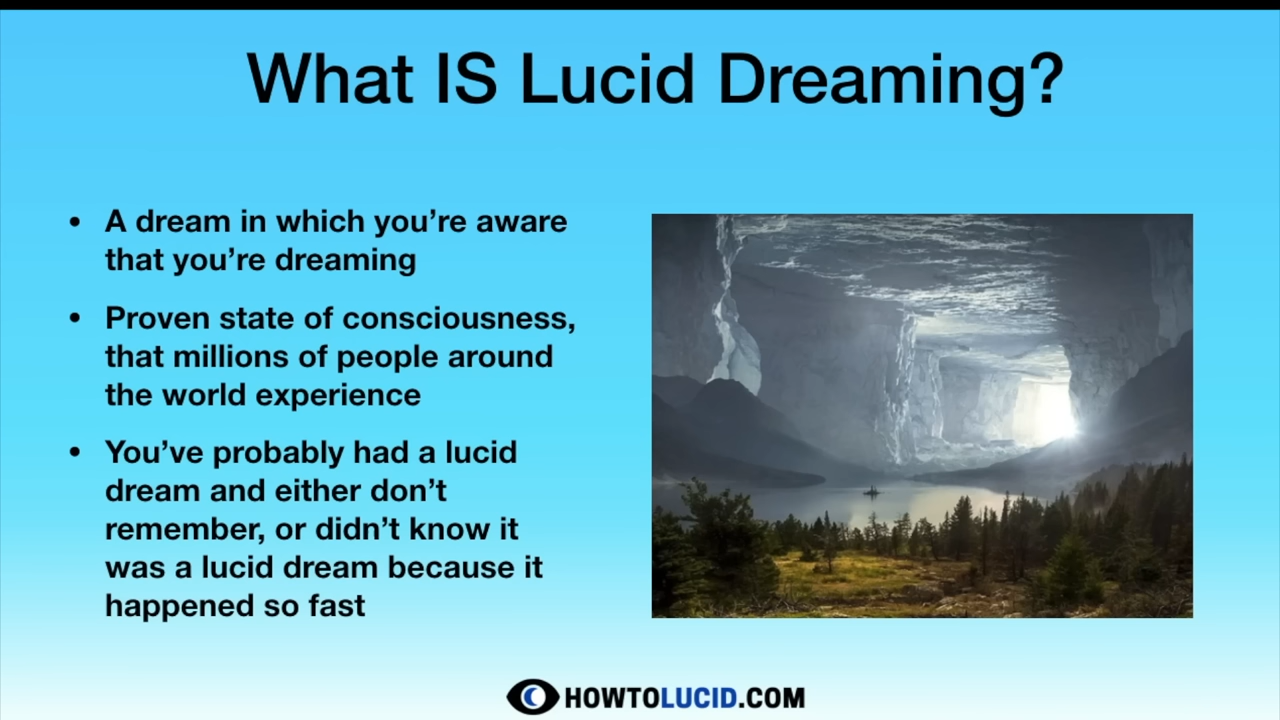 What IS Lucid Dreaming?
• A dream in which you’re aware
that you’re dreaming
• Proven state of consciousness,
that millions of people around
the world experience
• You’ve probably had a lucid
dream and either don’t
remember, or didn’t know it
was a lucid dream because it
happened so fast
HOWTOLUCID.COM